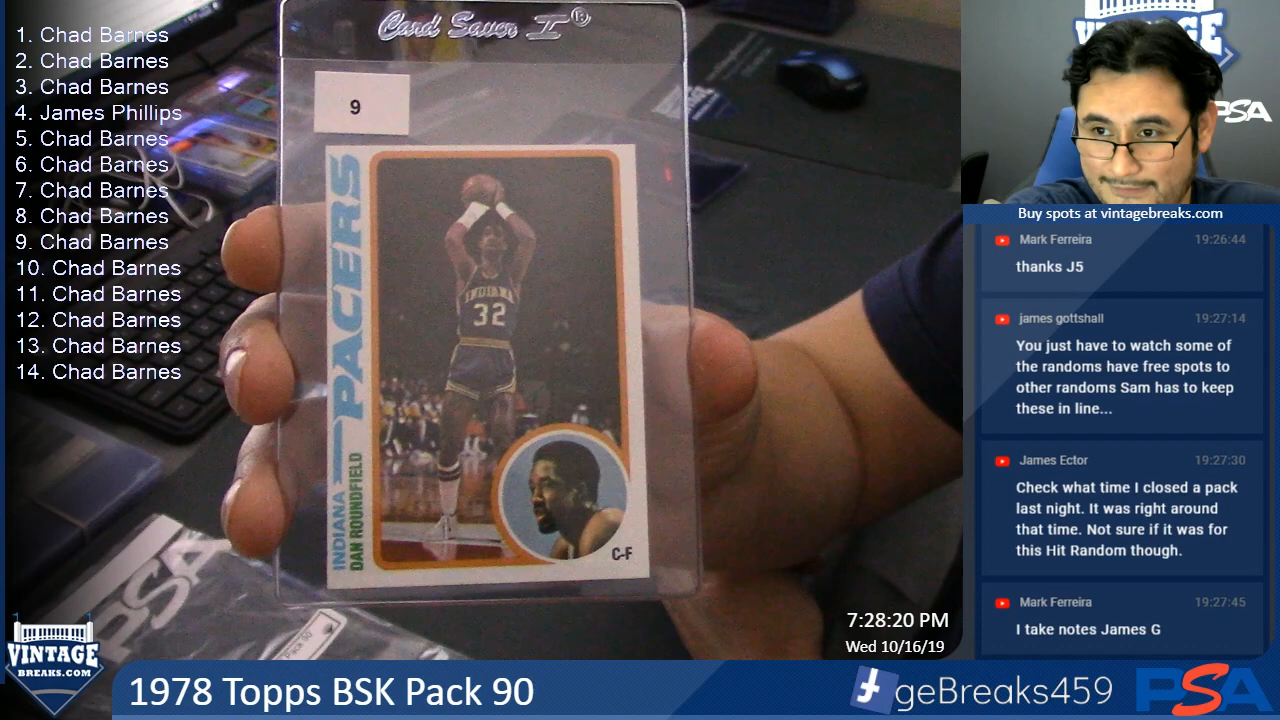 1. Chad Barnes
2. Chad Barnes
3. Chad Barnes
4. James Phillips
5. Chad Barnes
6. Chad Barnes
7. Chad Barnes
8. Chad Barnes
9. Chad Barnes
10. Chad Barnes
11. Chad Barnes
12. Chad Barnes
13. Chad Barnes
14. Chad Barnes
Card Saver II®
9
INDIANA PACERS
DAN ROUNDFIELD
INDIANA
32
C-F
PSA
Pack 90
PSA
Buy spots at vintagebreaks.com
Mark Ferreira 19:26:44
thanks J5
james gottshall 19:27:14
You just have to watch some of
the randoms have free spots to
other randoms Sam has to keep
these in line...
James Ector 19:27:30
Check what time I closed a pack
last night. It was right around
that time. Not sure if it was for
this Hit Random though.
Mark Ferreira 19:27:45
I take notes James G
7:28:20 PM
Wed 10/16/19
VINTAGE
BREAKS.COM
1978 Topps BSK Pack 90
geBreaks459
PSA